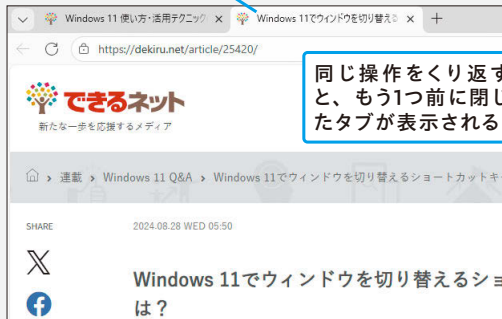 Windows 11 使い方・活用テクニック
Windows 11でウィンドウを切り替える
https://dekiru.net/article/25420/
同じ操作をくり返す
と、もう1つ前に閉じ
たタブが表示される
できるネット
新たな一歩を応援するメディア
連載 > Windows 11 Q&A > Windows 11でウィンドウを切り替えるショートカットキー
SHARE
2024.08.28 WED 05:50
Windows 11でウィンドウを切り替えるショ
は？